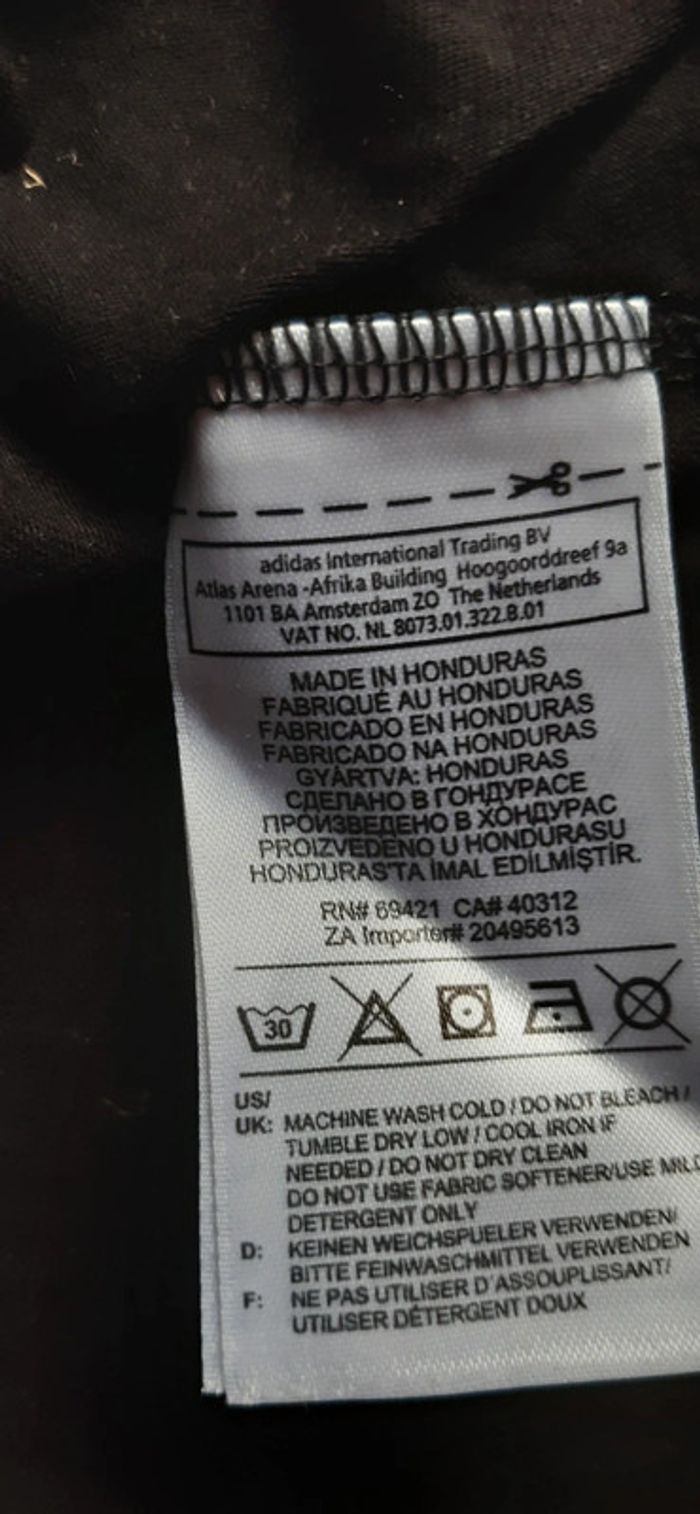 adidas International Trading BV
Atlas Arena -Afrika Building Hoogoorddreef 9a
1101 BA Amsterdam ZO The Netherlands
VAT NO. NL 8073.01.322.B.01
MADE IN HONDURAS
FABRIQUÉ AU HONDURAS
FABRICADO EN HONDURAS
FABRICADO NA HONDURAS
GYÁRTVA: HONDURAS
СДЕЛАНО В ГОНДУРАСЕ
ПРОИЗВЕДЕНО В ХОНДУРАС
PROIZVEDENO U HONDURASU
HONDURAS'TA İMAL EDİLMİŞTİR.
RN# 69421 CA# 40312
ZA Importer# 20495613
30
US/
UK: MACHINE WASH COLD / DO NOT BLEACH /
TUMBLE DRY LOW / COOL IRON IF
NEEDED / DO NOT DRY CLEAN
DO NOT USE FABRIC SOFTENER/USE MILD
DETERGENT ONLY
D: KEINEN WEICHSPUELER VERWENDEN/
BITTE FEINWASCHMITTEL VERWENDEN
F: NE PAS UTILISER D'ASSOUPLISSANT/
UTILISER DÉTERGENT DOUX